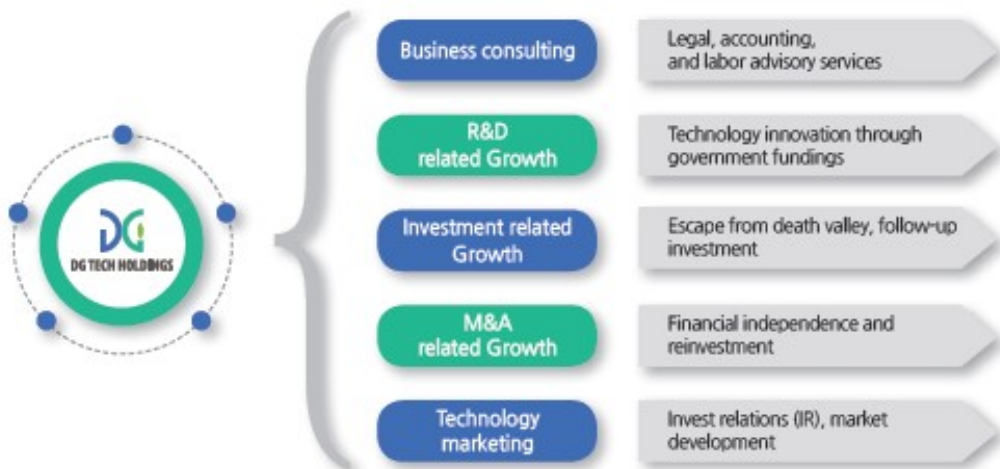 DG
DG TECH HOLDINGS
Business consulting
Legal, accounting,
and labor advisory services
R&D
related Growth
Technology innovation through
government fundings
Investment related
Growth
Escape from death valley, follow-up
investment
M&A
related Growth
Financial independence and
reinvestment
Technology
marketing
Invest relations (IR), market
development